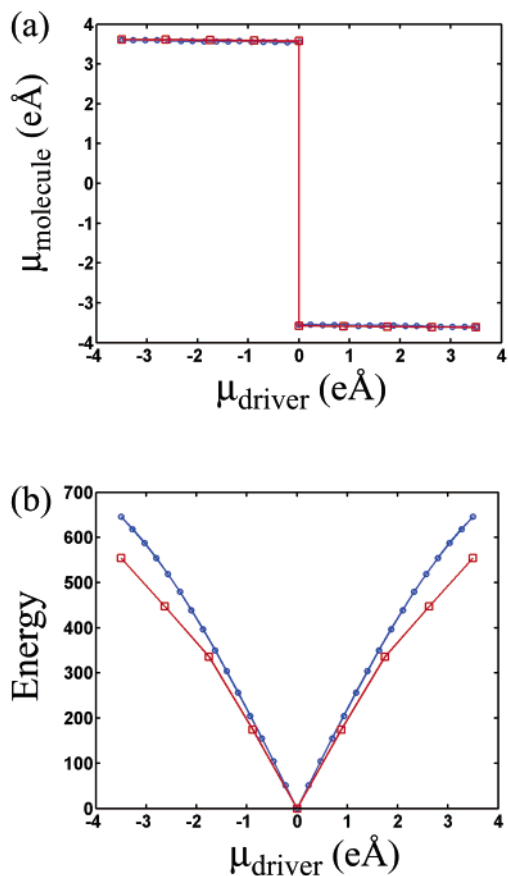 (a)
4
3
2
1
0
-1
-2
-3
-4
μmolecule (eÅ)
-4 -3 -2 -1 0 1 2 3 4
μdriver (eÅ)
(b)
700
600
500
400
300
200
100
0
Energy
-4 -3 -2 -1 0 1 2 3 4
μdriver (eÅ)